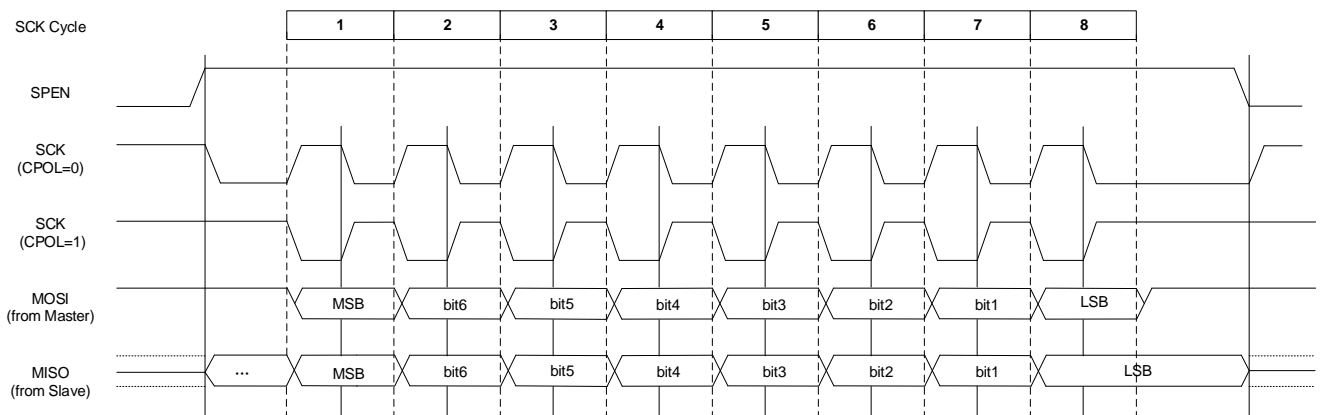 SCK Cycle 1 2 3 4 5 6 7 8
SPEN
SCK
(CPOL=0)
SCK
(CPOL=1)
MOSI
(from Master)
MSB bit6 bit5 bit4 bit3 bit2 bit1 LSB
MISO
(from Slave)
... MSB bit6 bit5 bit4 bit3 bit2 bit1 LSB